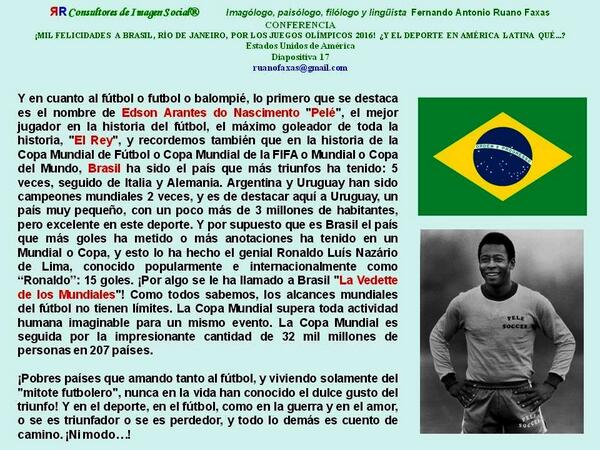 RR Consultores de Imagen Social® Imagólogo, paisólogo, filólogo y lingüista Fernando Antonio Ruano Faxas
CONFERENCIA
¡MIL FELICIDADES A BRASIL, RÍO DE JANEIRO, POR LOS JUEGOS OLÍMPICOS 2016! ¿Y EL DEPORTE EN AMÉRICA LATINA QUÉ...?
Estados Unidos de América
Diapositiva 17
ruanofaxas@gmail.com
Y en cuanto al fútbol o futbol o balompié, lo primero que se destaca
es el nombre de Edson Arantes do Nascimento "Pelé", el mejor
jugador en la historia del fútbol, el máximo goleador de toda la
historia, "El Rey", y recordemos también que en la historia de la
Copa Mundial de Fútbol o Copa Mundial de la FIFA o Mundial o Copa
del Mundo, Brasil ha sido el país que más triunfos ha tenido: 5
veces, seguido de Italia y Alemania. Argentina y Uruguay han sido
campeones mundiales 2 veces, y es de destacar aquí a Uruguay, un
país muy pequeño, con un poco más de 3 millones de habitantes,
pero excelente en este deporte. Y por supuesto que es Brasil el país
que más goles ha metido o más anotaciones ha tenido en un
Mundial o Copa, y esto lo ha hecho el genial Ronaldo Luís Nazário
de Lima, conocido popularmente e internacionalmente como
“Ronaldo”: 15 goles. ¡Por algo se le ha llamado a Brasil "La Vedette
de los Mundiales"! Como todos sabemos, los alcances mundiales
del fútbol no tienen límites. La Copa Mundial supera toda actividad
humana imaginable para un mismo evento. La Copa Mundial es
seguida por la impresionante cantidad de 32 mil millones de
personas en 207 países.
¡Pobres países que amando tanto al fútbol, y viviendo solamente del
"mitote futbolero", nunca en la vida han conocido el dulce gusto del
triunfo! Y en el deporte, en el fútbol, como en la guerra y en el amor,
o se es triunfador o se es perdedor, y todo lo demás es cuento de
camino. ¡Ni modo…!
ORDEM E PROGRESSO
PELE
SOCCER